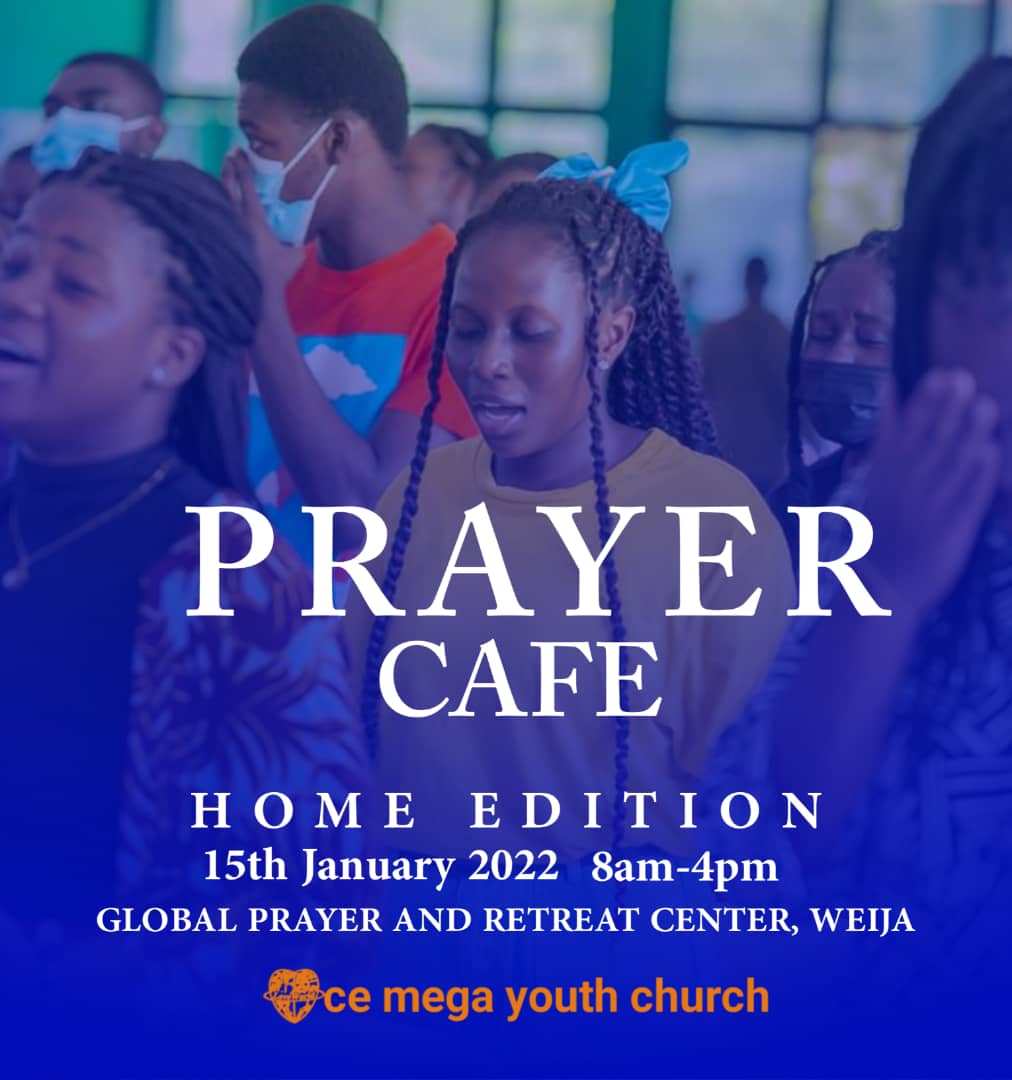 PRAYER
CAFE
HOME EDITION
15th January 2022 8am-4pm
GLOBAL PRAYER AND RETREAT CENTER, WEIJA
ce mega youth church